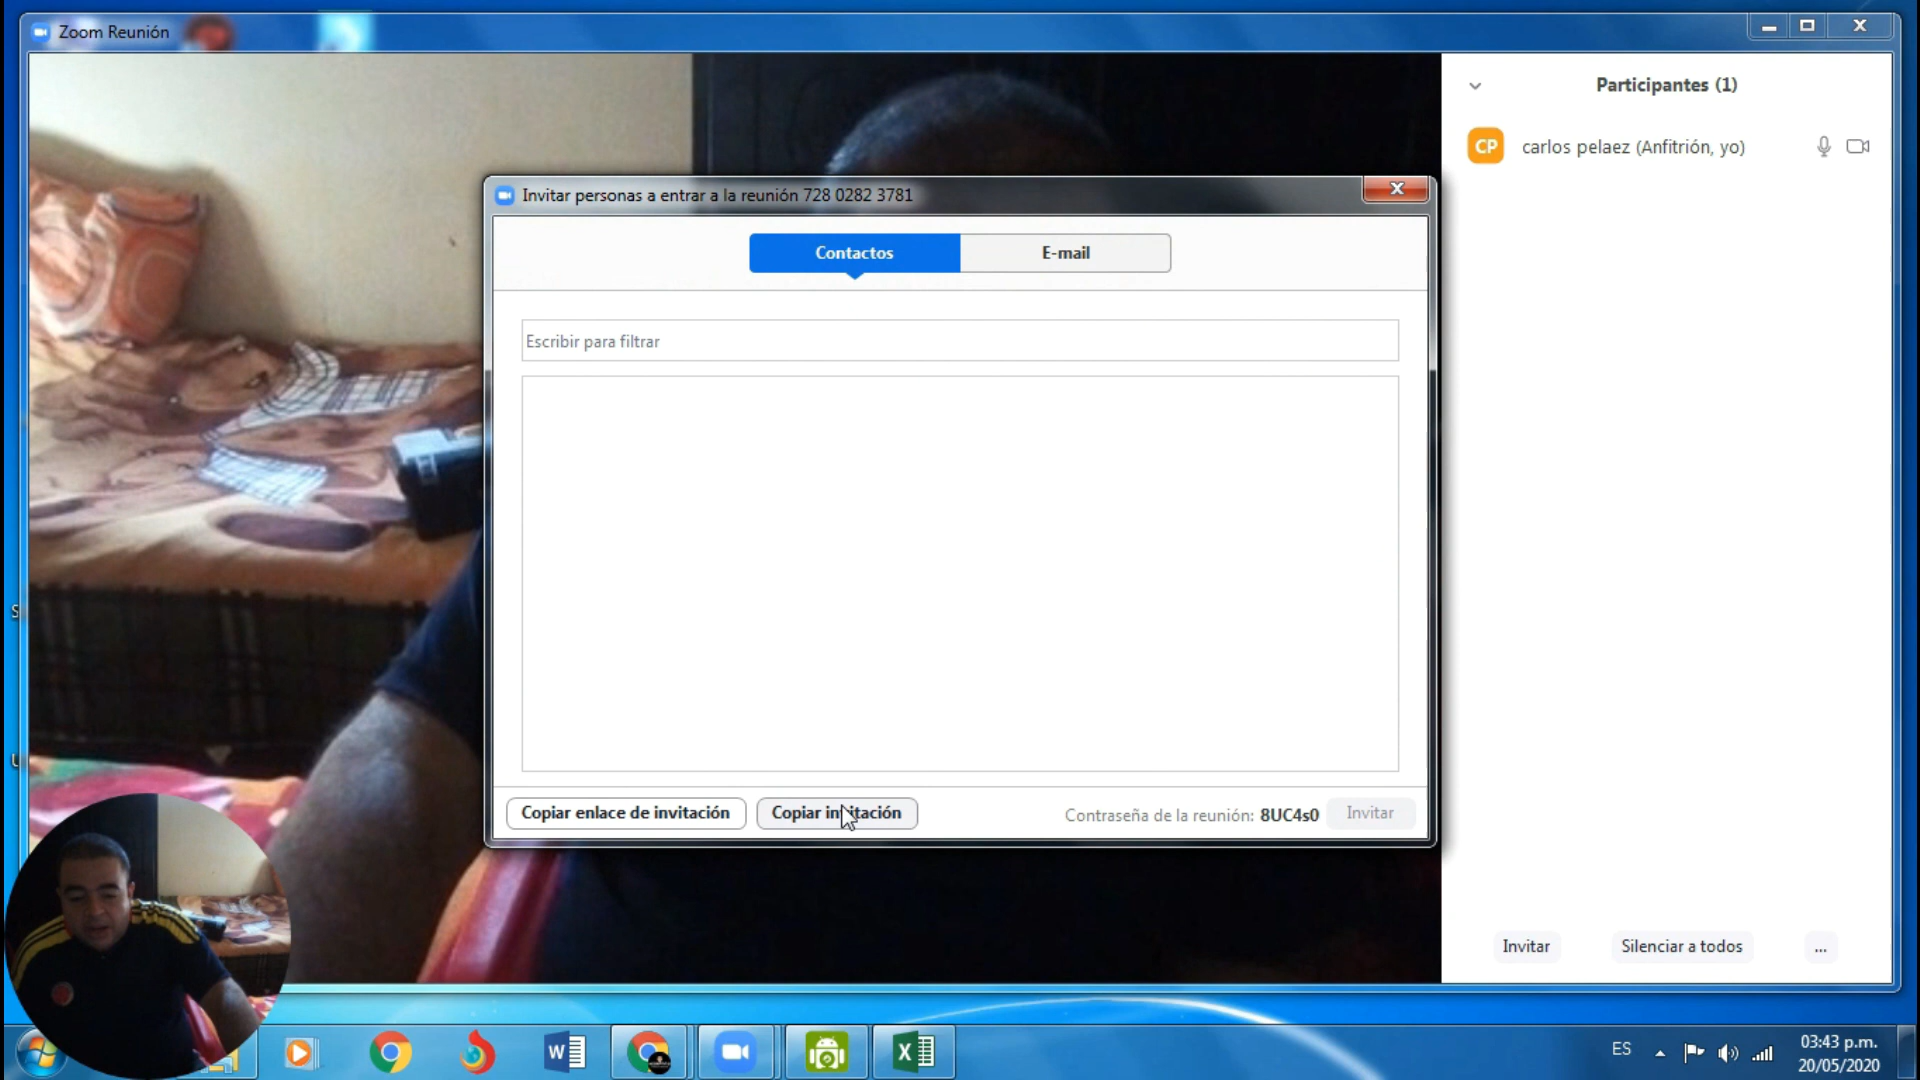 Zoom Reunión
Participantes (1)
CP carlos pelaez (Anfitrión, yo)
Invitar personas a entrar a la reunión 728 0282 3781
Contactos
E-mail
Escribir para filtrar
Copiar enlace de invitación
Copiar invitación
Contraseña de la reunión: 8UC4s0
Invitar
Invitar
Silenciar a todos
...
ES
03:43 p.m.
20/05/2020